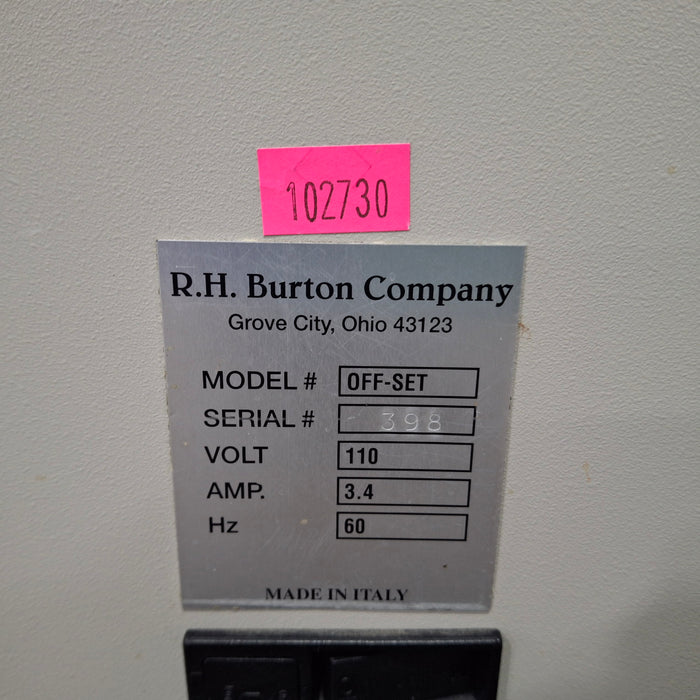 102730
R.H. Burton Company
Grove City, Ohio 43123
MODEL # OFF-SET
SERIAL # 398
VOLT 110
AMP. 3.4
Hz 60
MADE IN ITALY